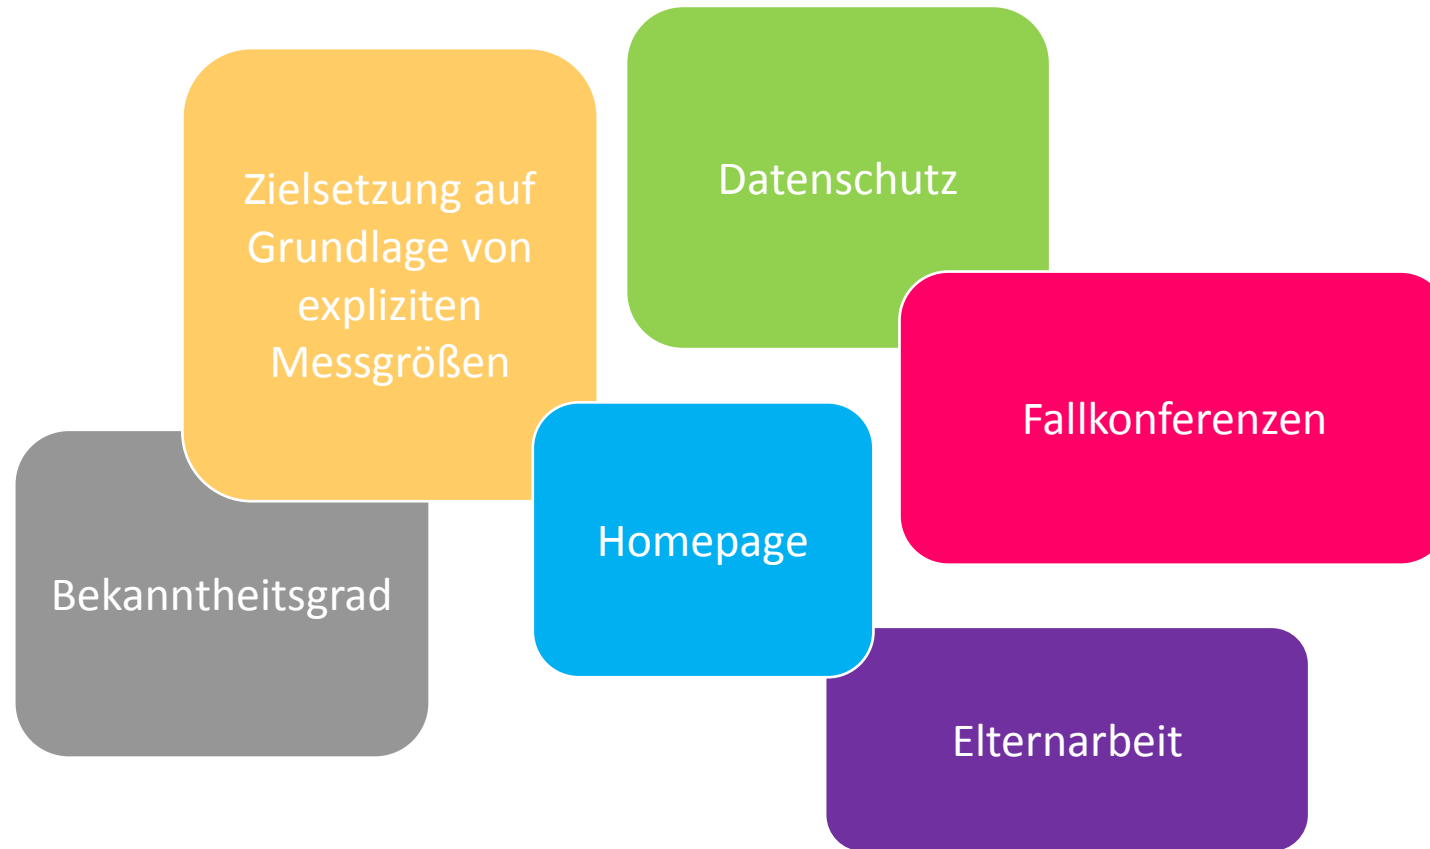 Zielsetzung auf
Grundlage von
expliziten
Messgrößen
Datenschutz
Fallkonferenzen
Homepage
Bekanntheitsgrad
Elternarbeit